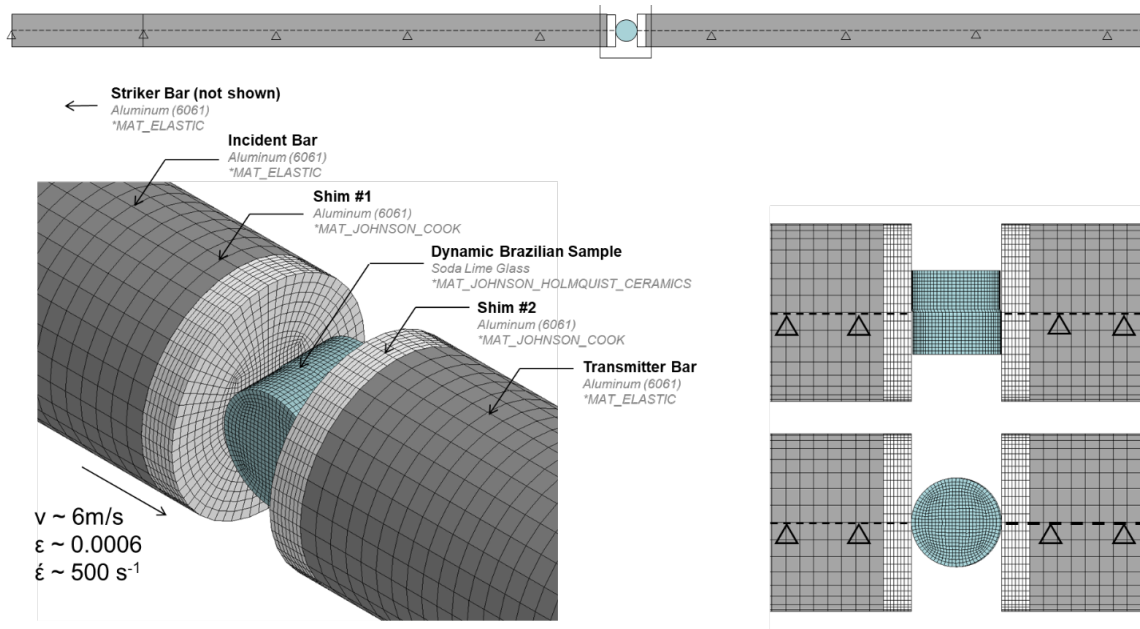 Striker Bar (not shown)
Aluminum (6061)
*MAT_ELASTIC
Incident Bar
Aluminum (6061)
*MAT_ELASTIC
Shim #1
Aluminum (6061)
*MAT_JOHNSON_COOK
Dynamic Brazilian Sample
Soda Lime Glass
*MAT_JOHNSON_HOLMQUIST_CERAMICS
Shim #2
Aluminum (6061)
*MAT_JOHNSON_COOK
Transmitter Bar
Aluminum (6061)
*MAT_ELASTIC
v ~ 6m/s
ε ~ 0.0006
έ ~ 500 s⁻¹